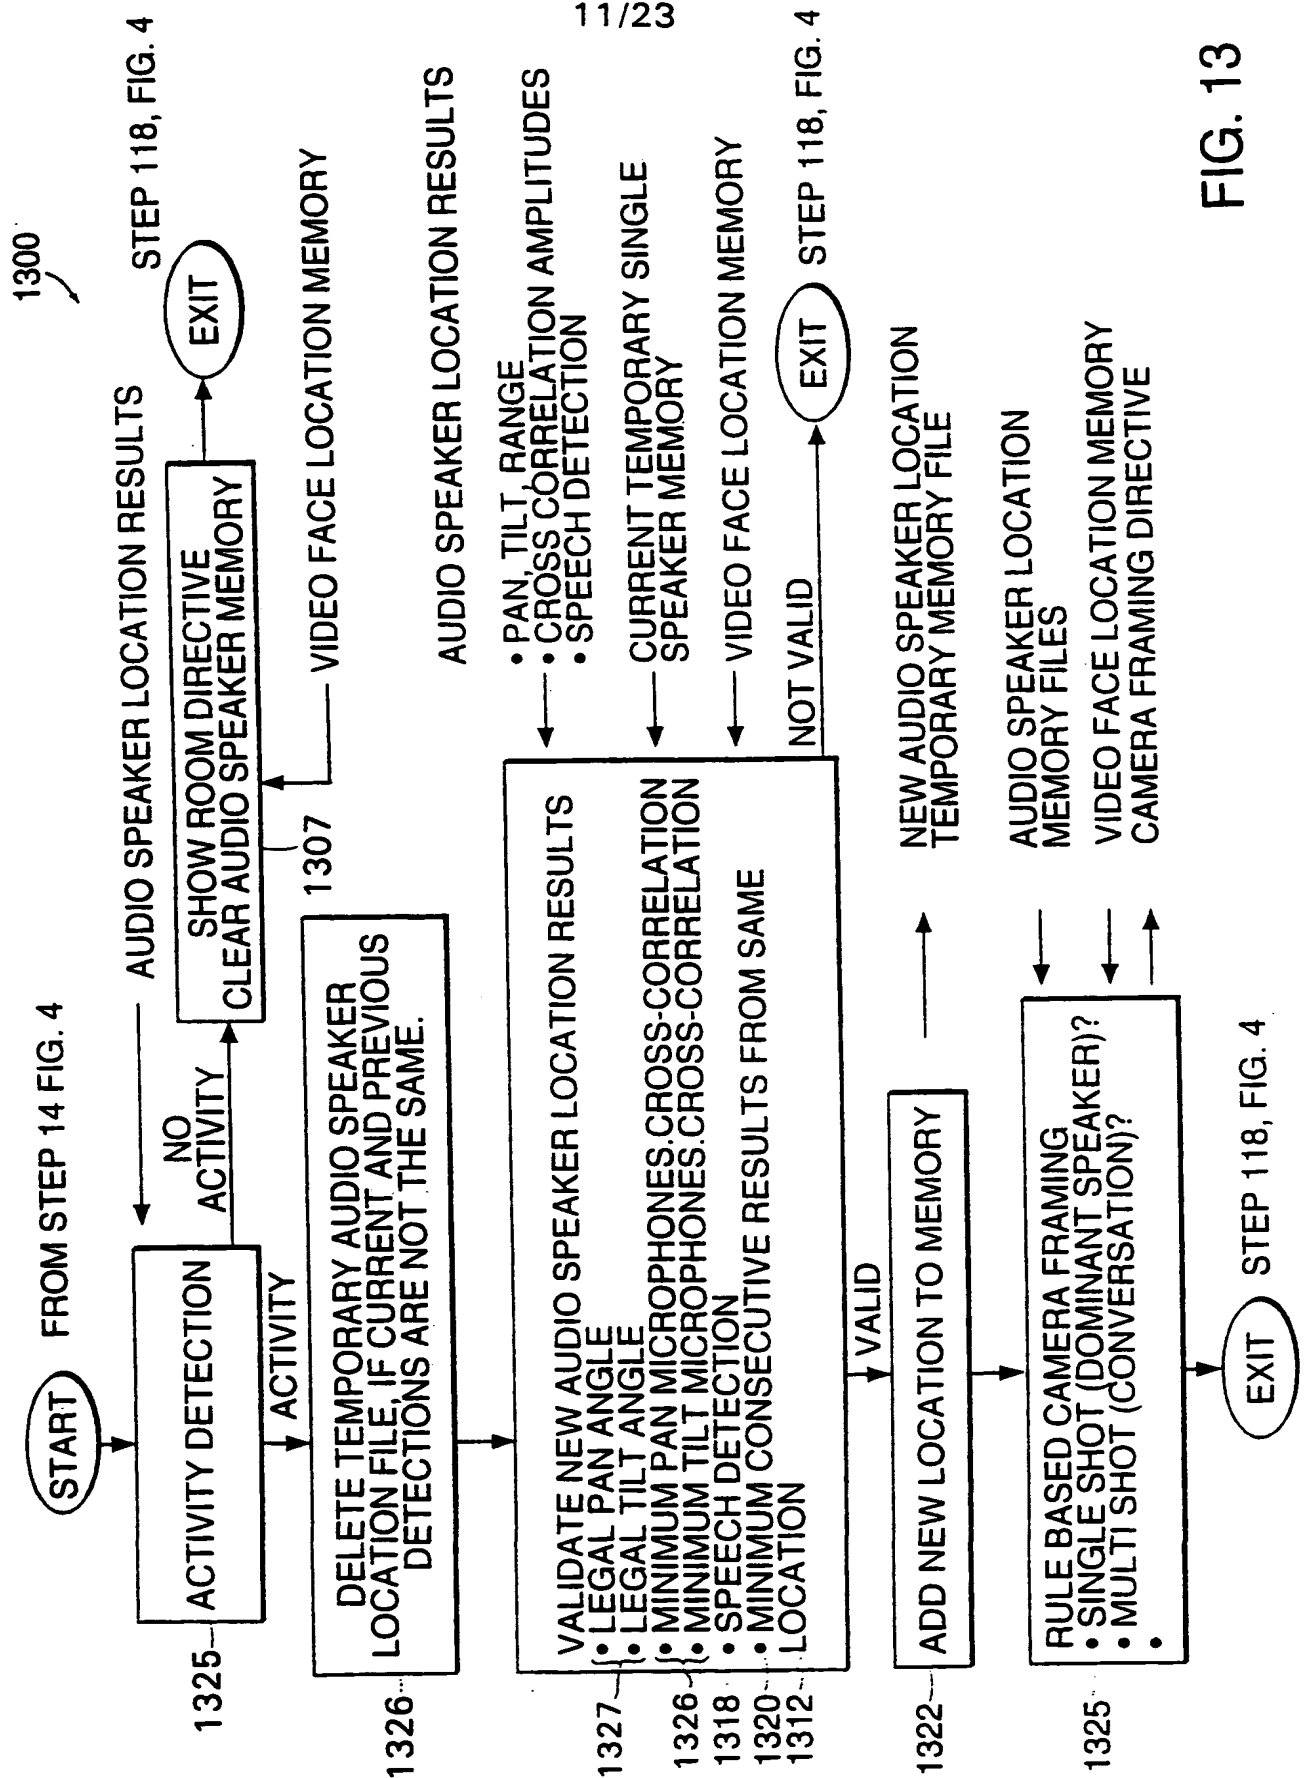 11/23
1300
START
FROM STEP 14 FIG. 4
AUDIO SPEAKER LOCATION RESULTS
STEP 118, FIG. 4
1325
ACTIVITY DETECTION
NO
ACTIVITY
SHOW ROOM DIRECTIVE
CLEAR AUDIO SPEAKER MEMORY
EXIT
1307
VIDEO FACE LOCATION MEMORY
ACTIVITY
1326
DELETE TEMPORARY AUDIO SPEAKER
LOCATION FILE, IF CURRENT AND PREVIOUS
DETECTIONS ARE NOT THE SAME.
AUDIO SPEAKER LOCATION RESULTS
• PAN, TILT, RANGE
• CROSS CORRELATION AMPLITUDES
• SPEECH DETECTION
CURRENT TEMPORARY SINGLE
SPEAKER MEMORY
VIDEO FACE LOCATION MEMORY
VALIDATE NEW AUDIO SPEAKER LOCATION RESULTS
• LEGAL PAN ANGLE
• LEGAL TILT ANGLE
• MINIMUM PAN MICROPHONES.CROSS-CORRELATION
• MINIMUM TILT MICROPHONES.CROSS-CORRELATION
• SPEECH DETECTION
• MINIMUM CONSECUTIVE RESULTS FROM SAME
LOCATION
1327
1326
1318
1320
1312
NOT VALID
EXIT
STEP 118, FIG. 4
VALID
1322
ADD NEW LOCATION TO MEMORY
NEW AUDIO SPEAKER LOCATION
TEMPORARY MEMORY FILE
1325
RULE BASED CAMERA FRAMING
• SINGLE SHOT (DOMINANT SPEAKER)?
• MULTI SHOT (CONVERSATION)?
•
AUDIO SPEAKER LOCATION
MEMORY FILES
VIDEO FACE LOCATION MEMORY
CAMERA FRAMING DIRECTIVE
EXIT
STEP 118, FIG. 4
FIG. 13